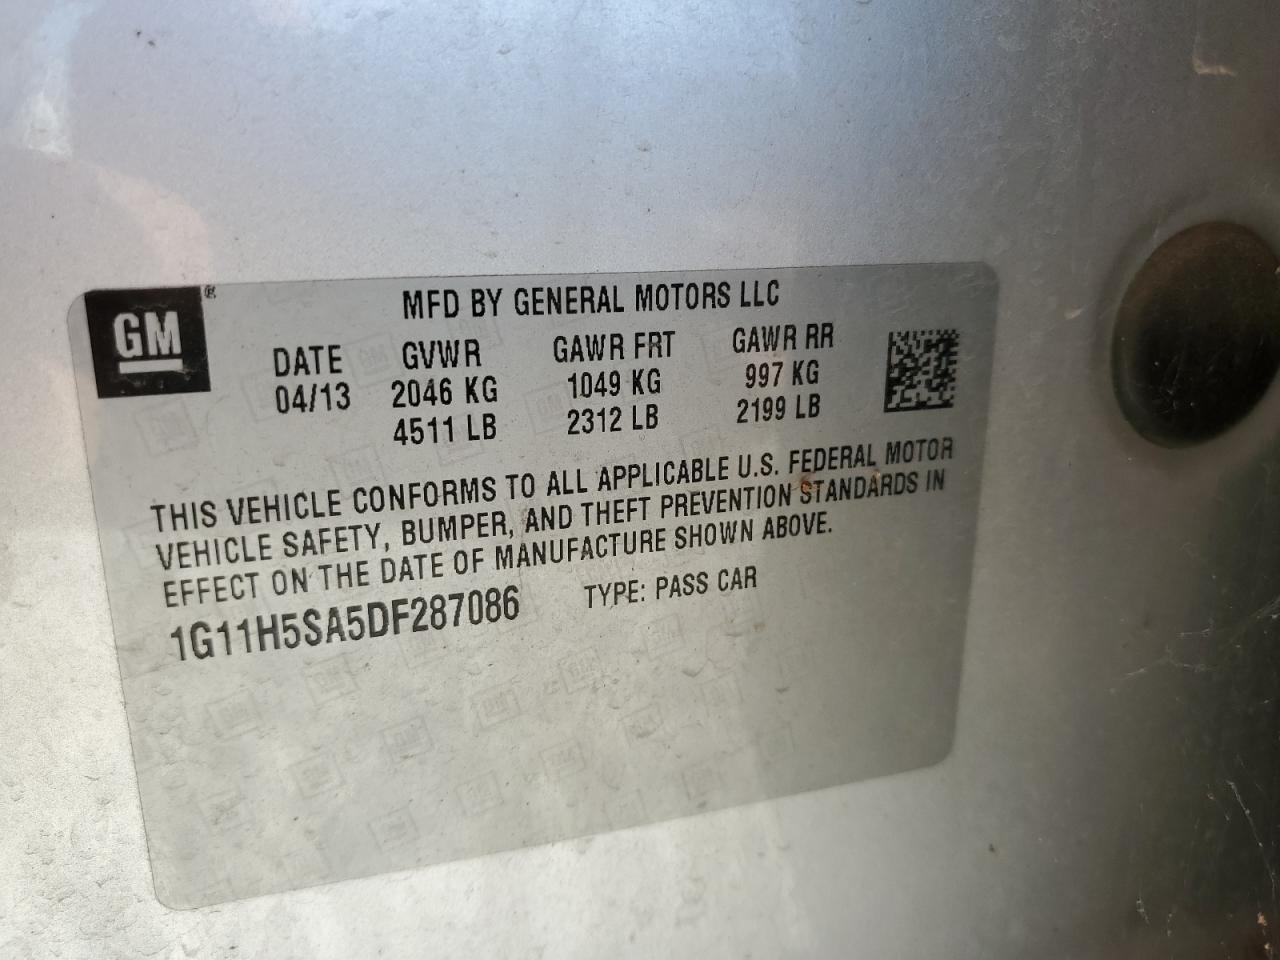 GM ®
MFD BY GENERAL MOTORS LLC
DATE GVWR GAWR FRT GAWR RR
04/13 2046 KG 1049 KG 997 KG
4511 LB 2312 LB 2199 LB
THIS VEHICLE CONFORMS TO ALL APPLICABLE U.S. FEDERAL MOTOR
VEHICLE SAFETY, BUMPER, AND THEFT PREVENTION STANDARDS IN
EFFECT ON THE DATE OF MANUFACTURE SHOWN ABOVE.
1G11H5SA5DF287086 TYPE: PASS CAR